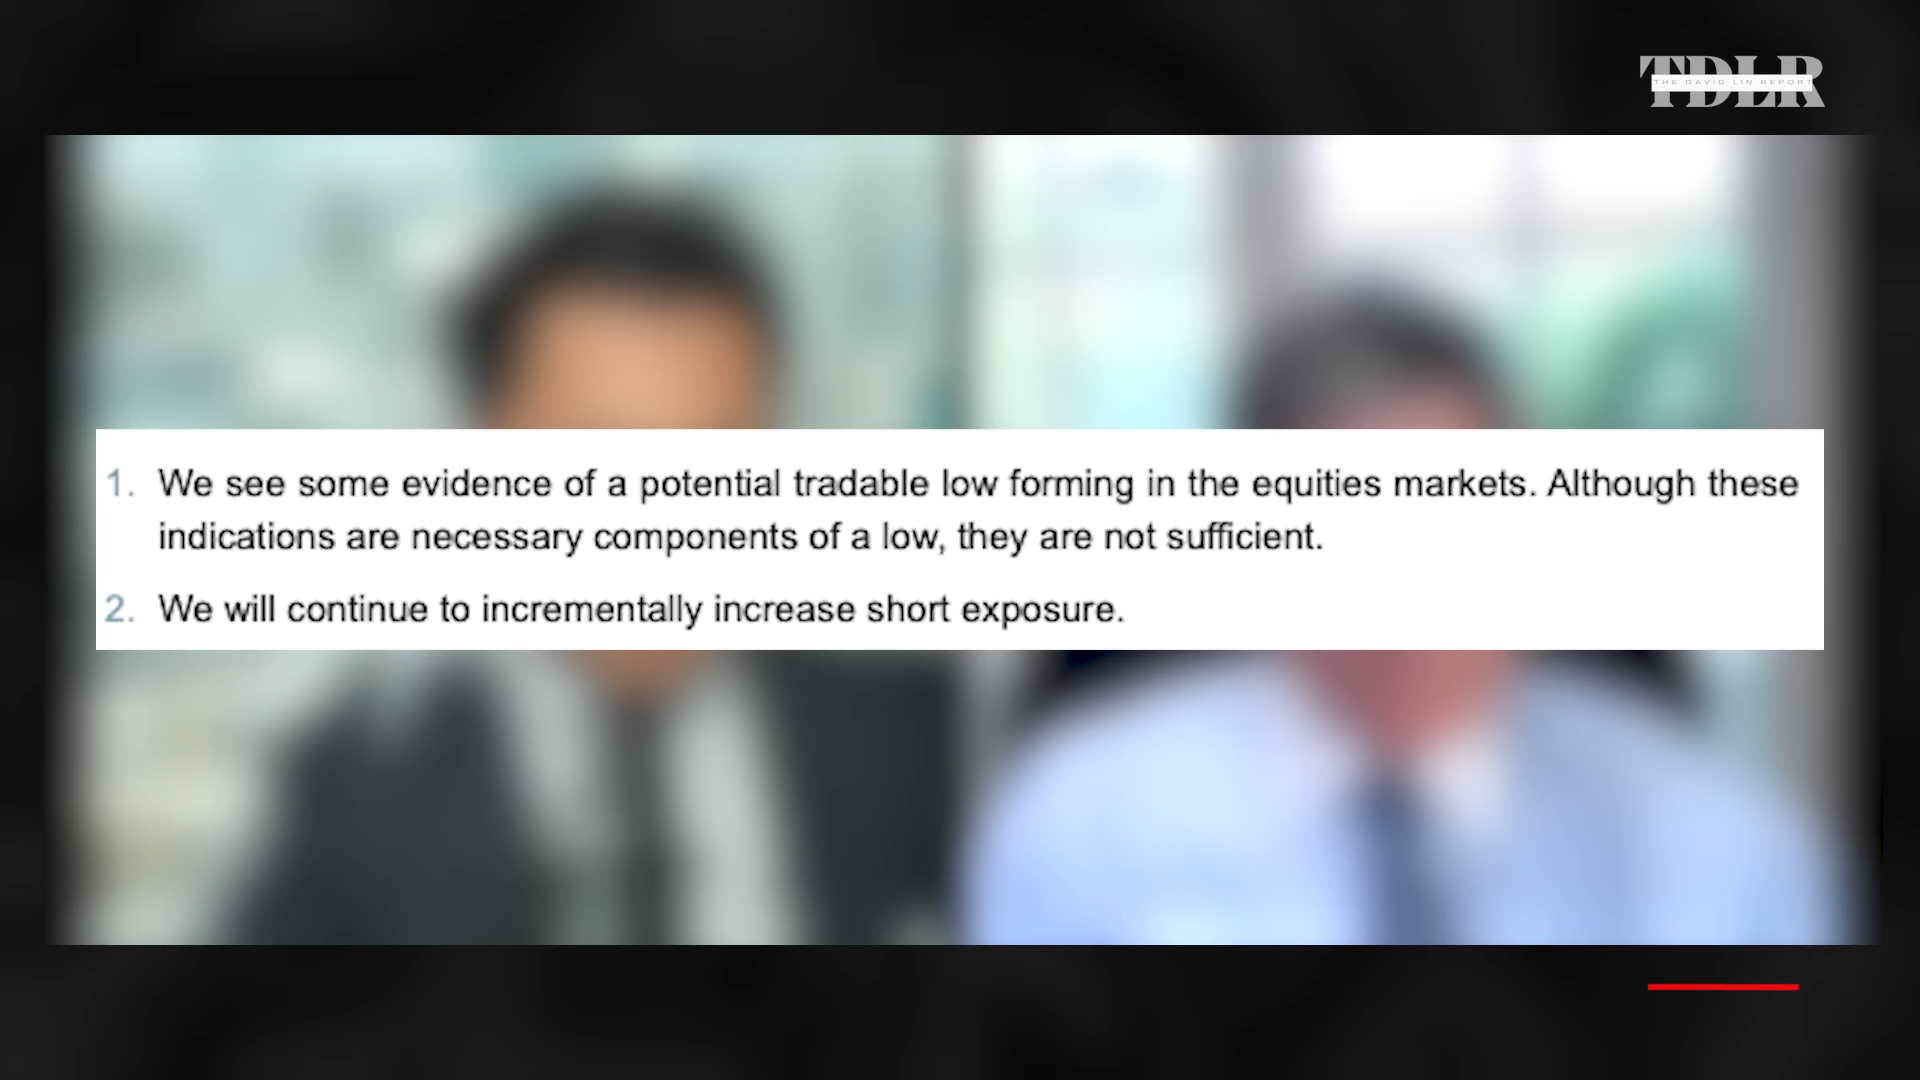 TDLR
THE DAVID LIN REPORT
1. We see some evidence of a potential tradable low forming in the equities markets. Although these
indications are necessary components of a low, they are not sufficient.
2. We will continue to incrementally increase short exposure.